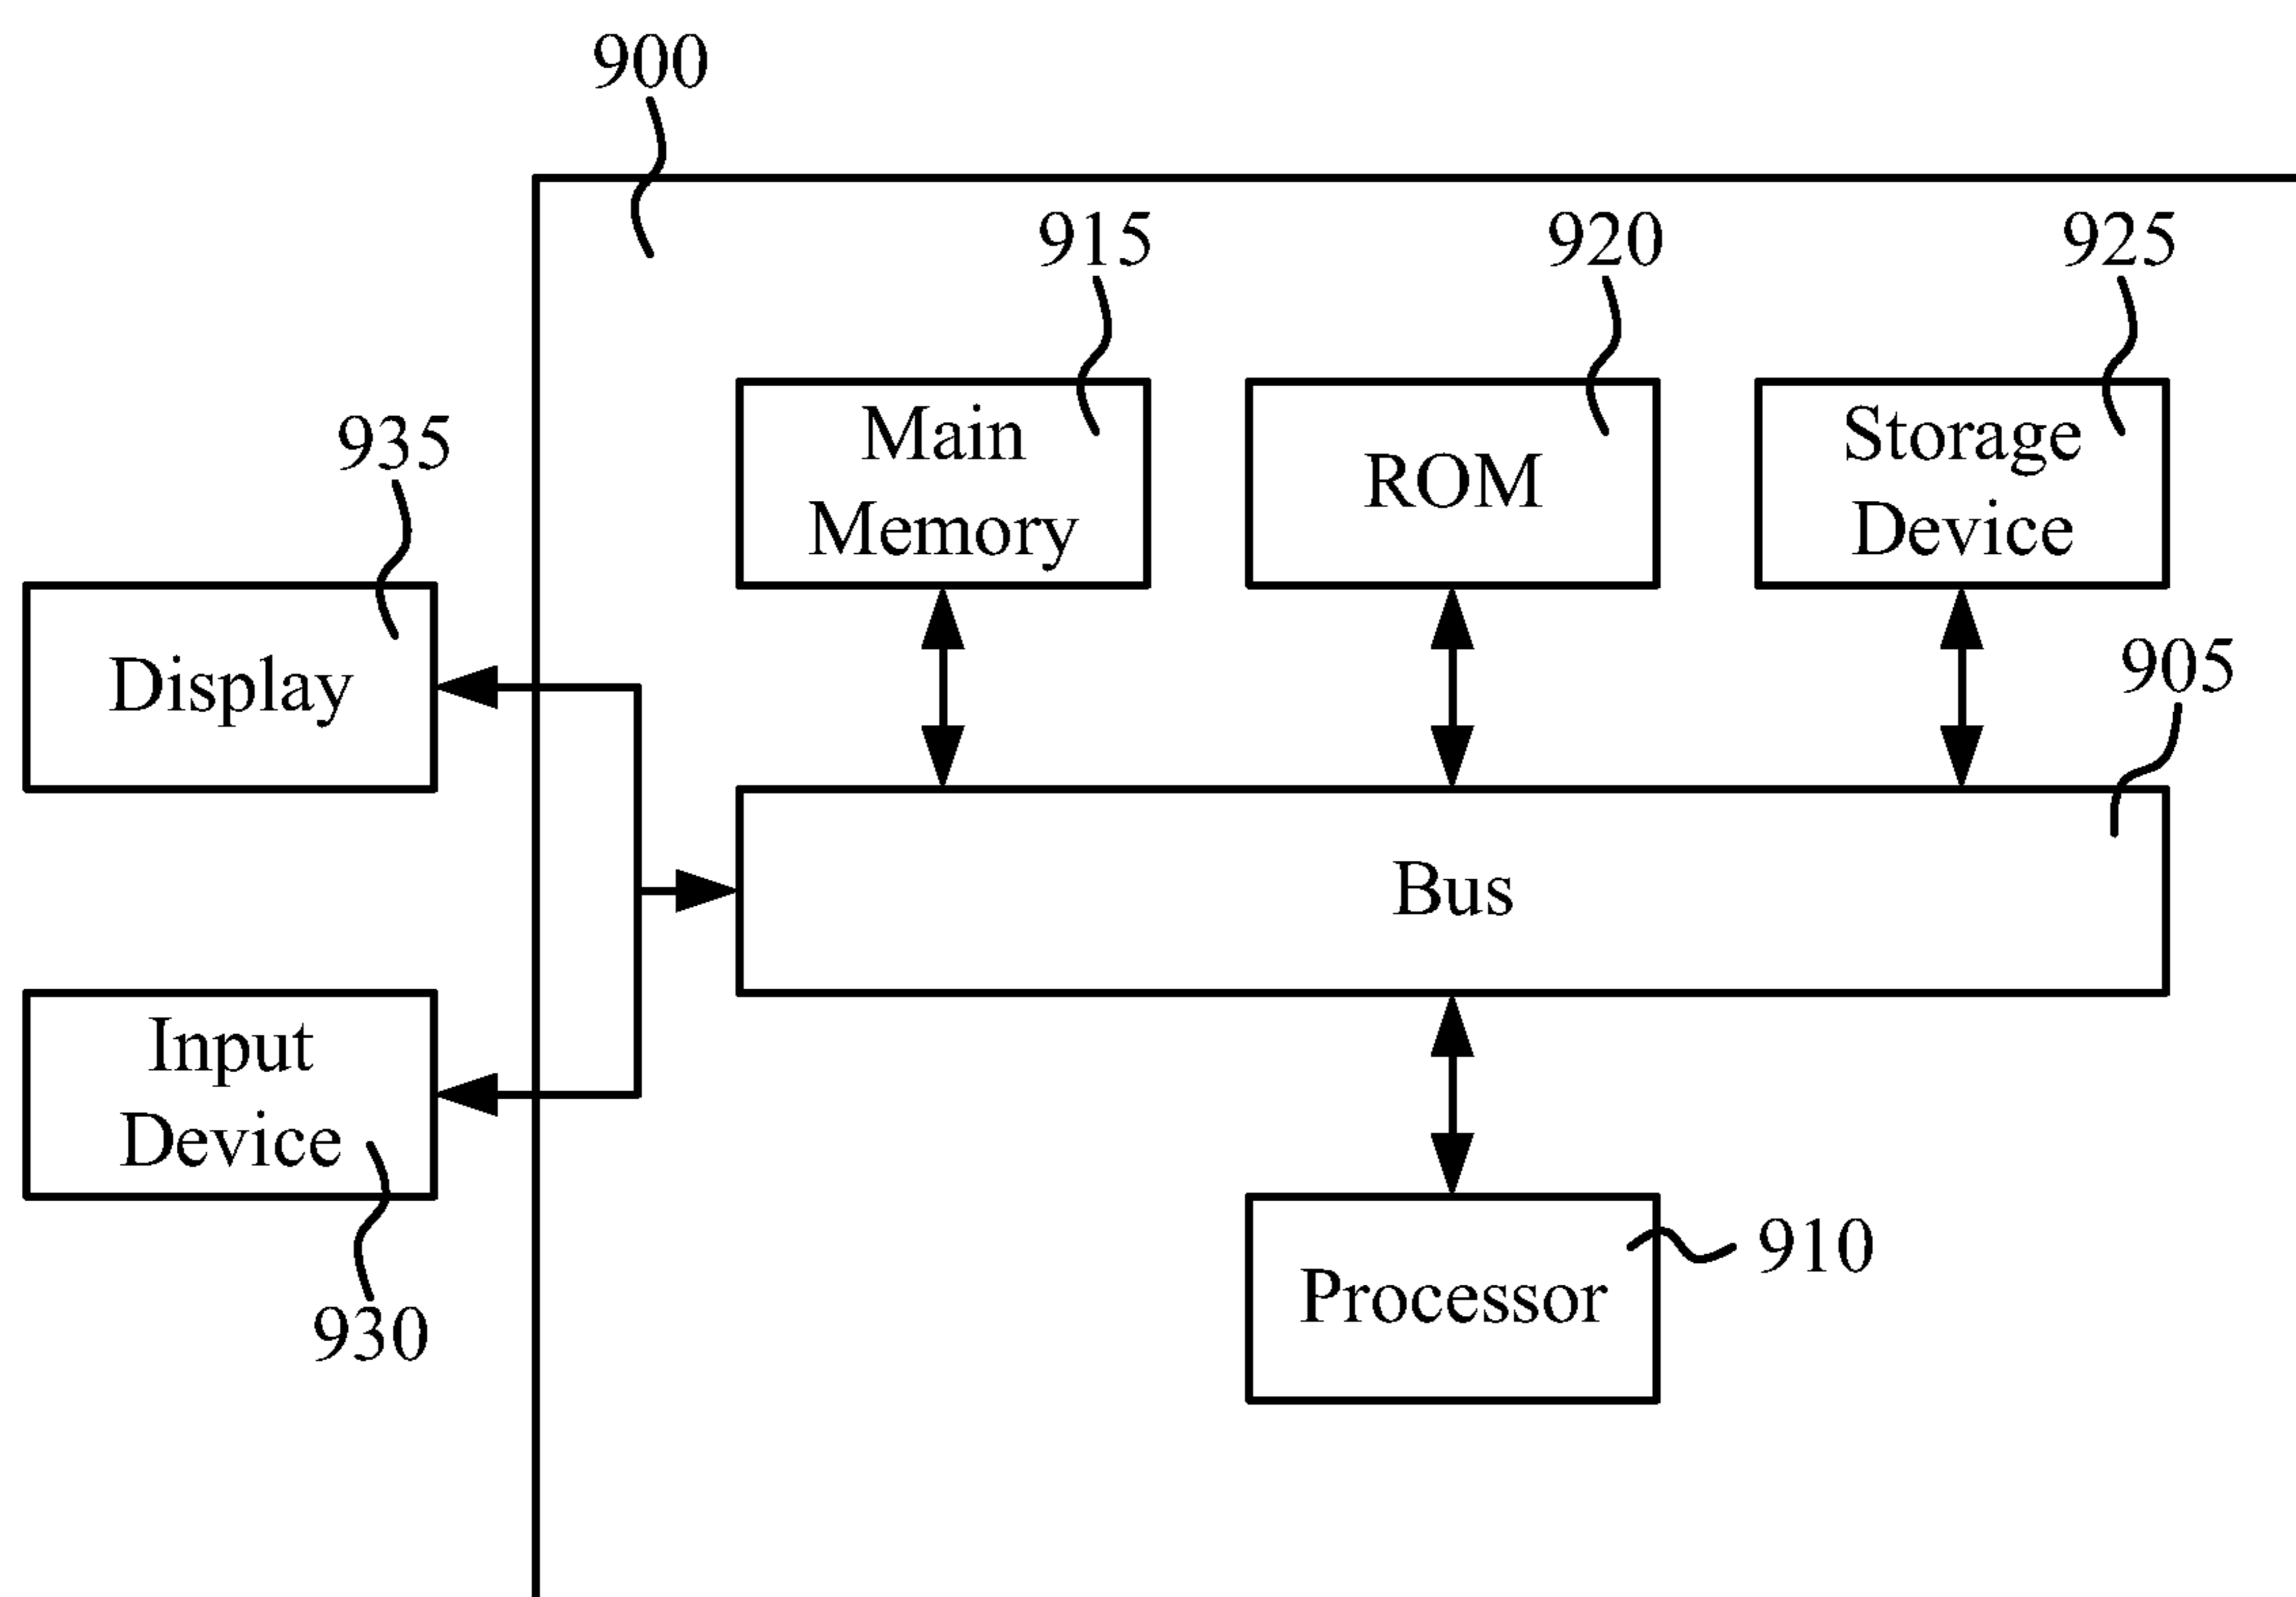 900
915
920
925
935
Main
Memory
ROM
Storage
Device
905
Display
Bus
Input
Device
910
Processor
930